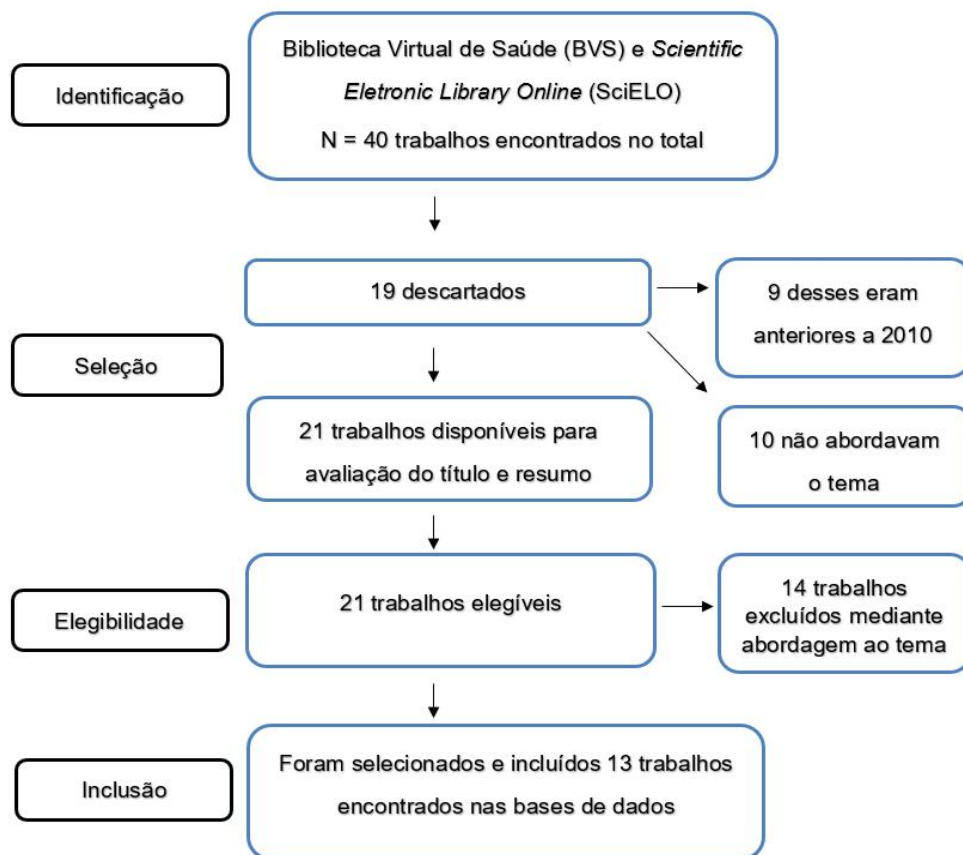 Identificação
Biblioteca Virtual de Saúde (BVS) e Scientific
Eletronic Library Online (SciELO)
N = 40 trabalhos encontrados no total
Seleção
19 descartados
9 desses eram
anteriores a 2010
10 não abordavam
o tema
21 trabalhos disponíveis para
avaliação do título e resumo
Elegibilidade
21 trabalhos elegíveis
14 trabalhos
excluídos mediante
abordagem ao tema
Inclusão
Foram selecionados e incluídos 13 trabalhos
encontrados nas bases de dados